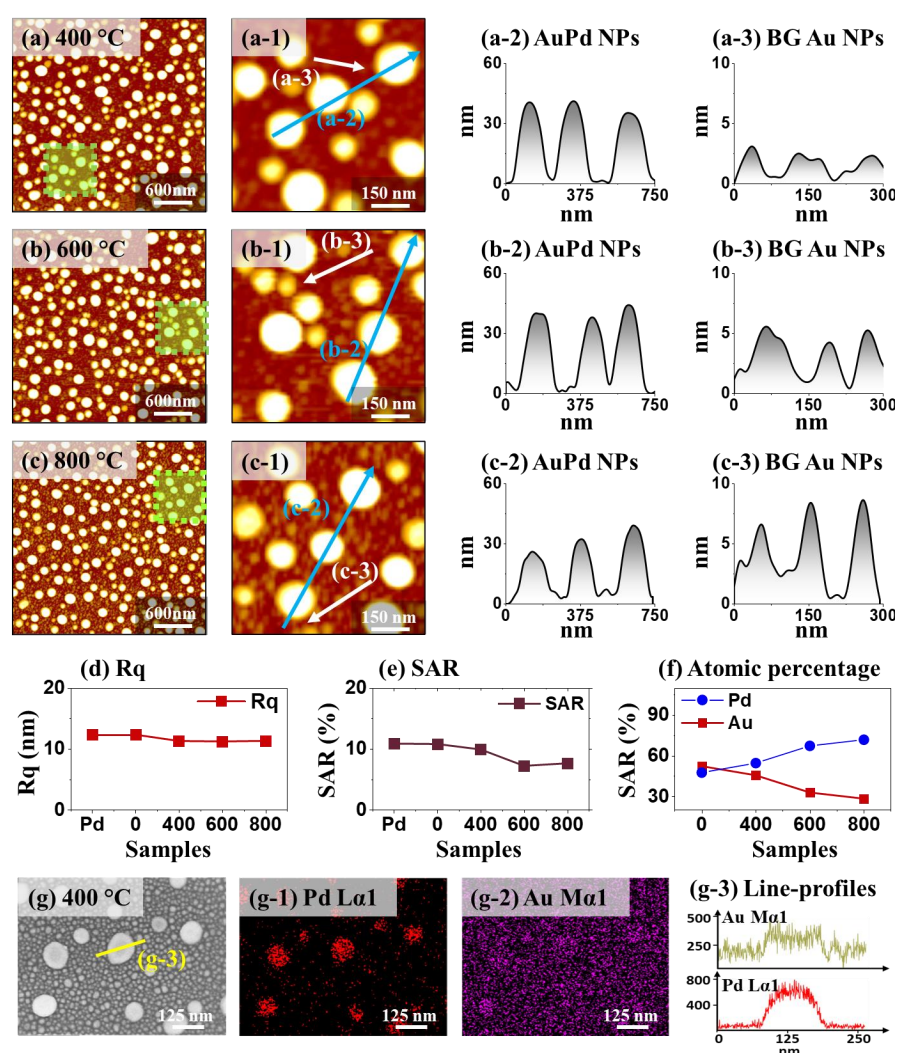 (a) 400 °C
(a-1)
(a-3)
(a-2)
600nm
150 nm
(a-2) AuPd NPs
60
30
0
nm
0 375 750
nm
(a-3) BG Au NPs
10
5
0
nm
0 150 300
nm
(b) 600 °C
(b-1)
(b-3)
(b-2)
600nm
150 nm
(b-2) AuPd NPs
60
30
0
nm
0 375 750
nm
(b-3) BG Au NPs
10
5
0
nm
0 150 300
nm
(c) 800 °C
(c-1)
(c-2)
(c-3)
600nm
150 nm
(c-2) AuPd NPs
60
30
0
nm
0 375 750
nm
(c-3) BG Au NPs
10
5
0
nm
0 150 300
nm
(d) Rq
20
10
0
Rq (nm)
Rq
Pd 0 400 600 800
Samples
(e) SAR
20
10
0
SAR (%)
SAR
Pd 0 400 600 800
Samples
(f) Atomic percentage
90
60
30
SAR (%)
Pd
Au
0 400 600 800
Samples
(g) 400 °C
(g-3)
125 nm
(g-1) Pd Lα1
125 nm
(g-2) Au Mα1
125 nm
(g-3) Line-profiles
500
250
Au Mα1
800
400
Pd Lα1
0 125 250
nm